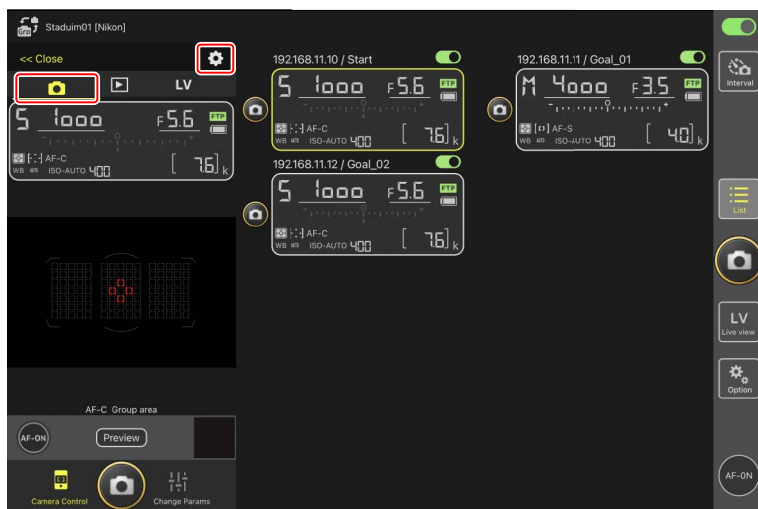 Grp
Staduim01 [Nikon]
<< Close
LV
S 1000 F5.6 FTP
AF-C
WB ISO-AUTO 400 [ 7.6] k
AF-C Group area
AF-ON Preview
Camera Control Change Params
192.168.11.10 / Start
S 1000 F5.6 FTP
AF-C
WB ISO-AUTO 400 [ 7.6] k
192.168.11.11 / Goal_01
M 4000 F3.5 FTP
AF-S
WB ISO-AUTO 400 [ 4.0] k
192.168.11.12 / Goal_02
S 1000 F5.6 FTP
AF-C
WB ISO-AUTO 400 [ 7.6] k
Interval
List
LV
Live view
Option
AF-ON